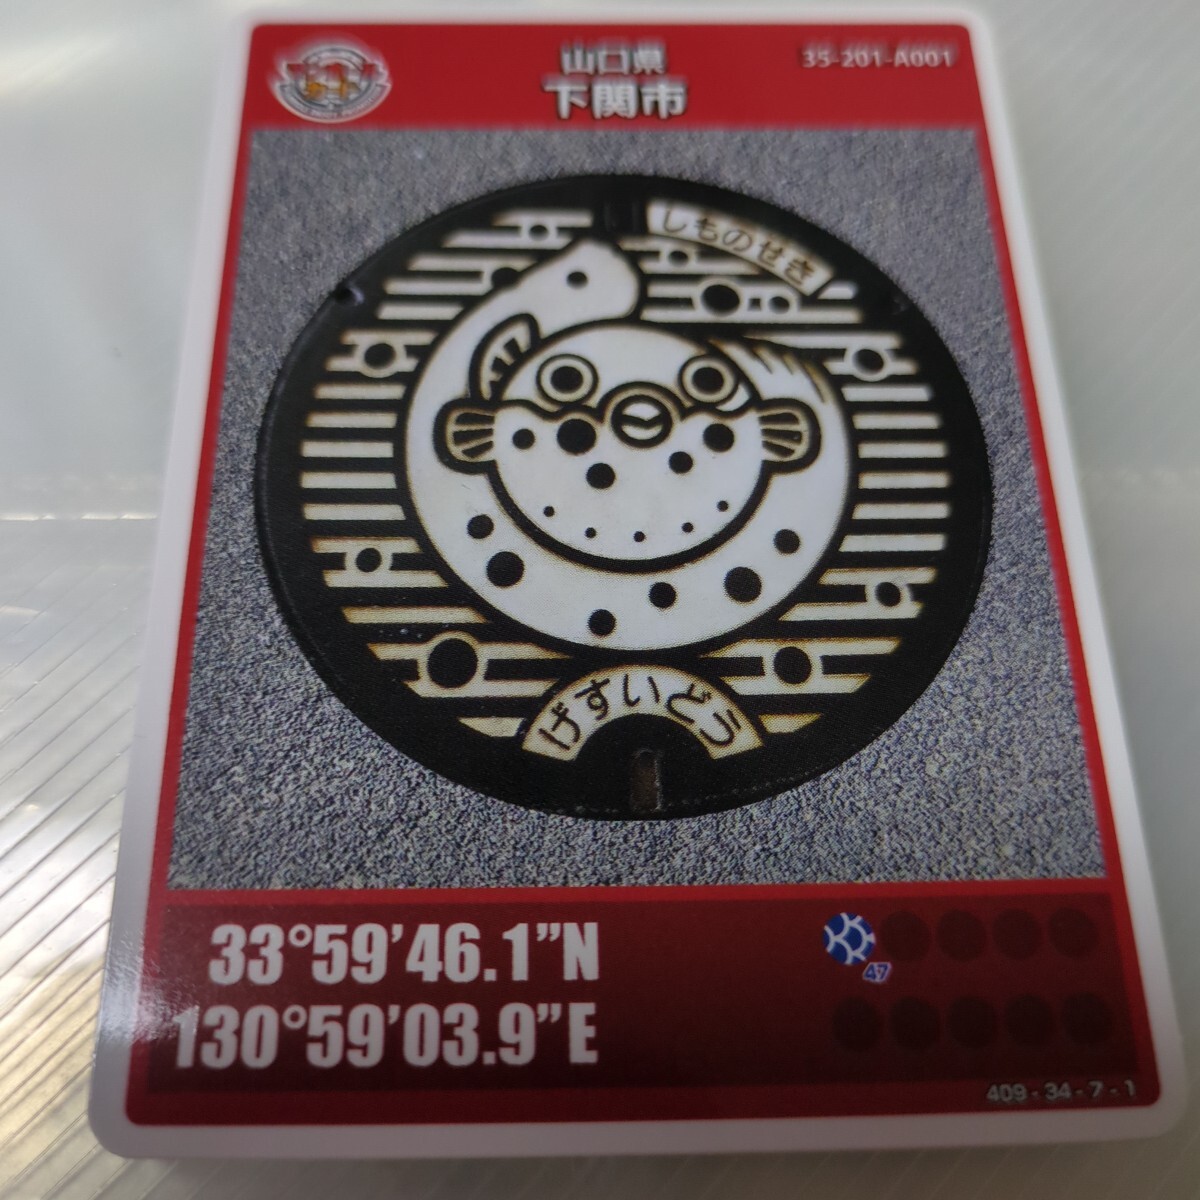 山口県
下関市
35-201-A001
しものせき
げすいどう
33°59’46.1”N
130°59’03.9”E
47
409-34-7-1